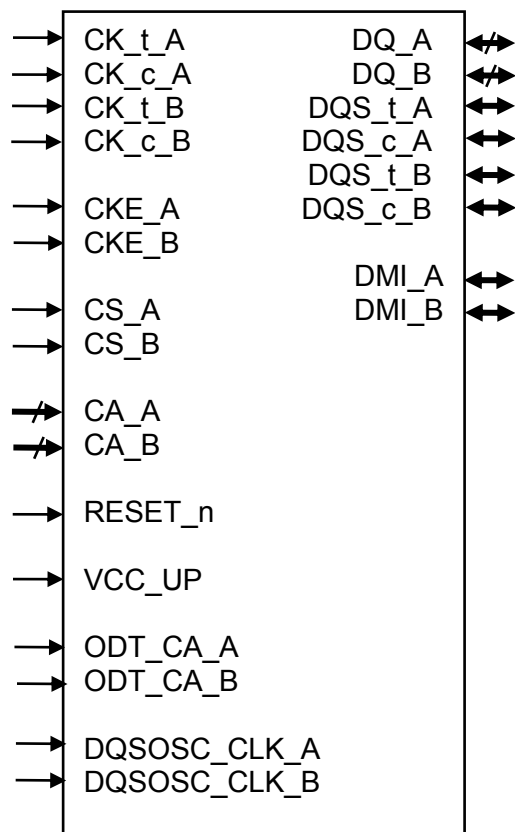 CK_t_A
CK_c_A
CK_t_B
CK_c_B
CKE_A
CKE_B
CS_A
CS_B
CA_A
CA_B
RESET_n
VCC_UP
ODT_CA_A
ODT_CA_B
DQSOSC_CLK_A
DQSOSC_CLK_B
DQ_A
DQ_B
DQS_t_A
DQS_c_A
DQS_t_B
DQS_c_B
DMI_A
DMI_B